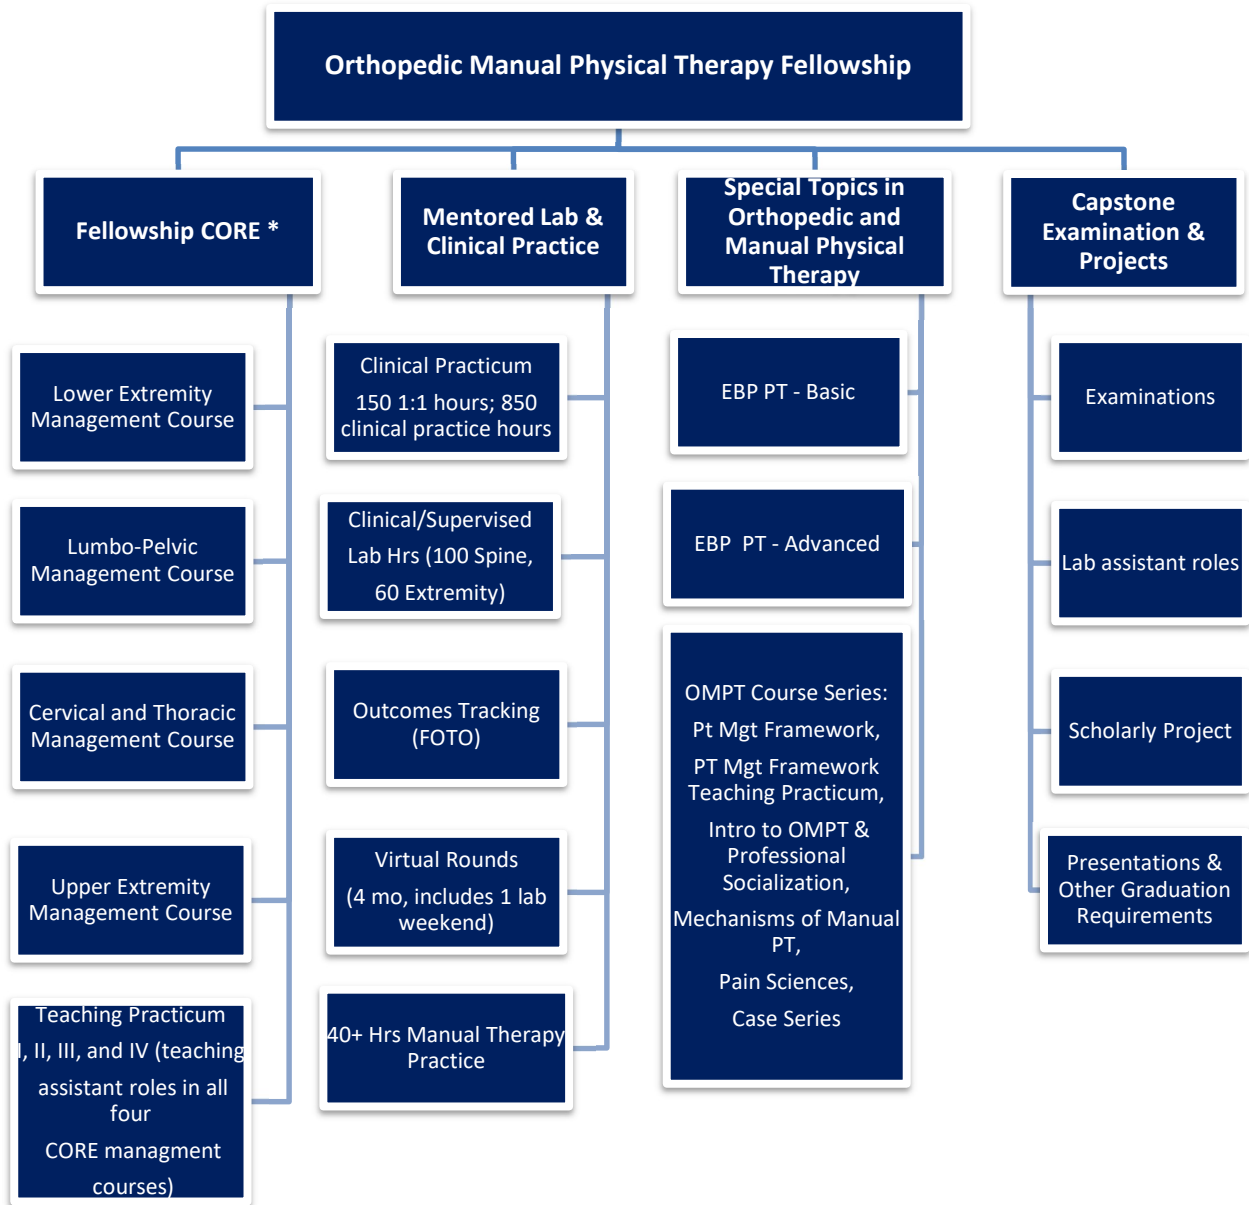 Orthopedic Manual Physical Therapy Fellowship
Fellowship CORE *
Lower Extremity
Management Course
Lumbo-Pelvic
Management Course
Cervical and Thoracic
Management Course
Upper Extremity
Management Course
Teaching Practicum
I, II, III, and IV (teaching
assistant roles in all
four
CORE managment
courses)
Mentored Lab &
Clinical Practice
Clinical Practicum
150 1:1 hours; 850
clinical practice hours
Clinical/Supervised
Lab Hrs (100 Spine,
60 Extremity)
Outcomes Tracking
(FOTO)
Virtual Rounds
(4 mo, includes 1 lab
weekend)
40+ Hrs Manual Therapy
Practice
Special Topics in
Orthopedic and
Manual Physical
Therapy
EBP PT - Basic
EBP PT - Advanced
OMPT Course Series:
Pt Mgt Framework,
PT Mgt Framework
Teaching Practicum,
Intro to OMPT &
Professional
Socialization,
Mechanisms of Manual
PT,
Pain Sciences,
Case Series
Capstone
Examination &
Projects
Examinations
Lab assistant roles
Scholarly Project
Presentations &
Other Graduation
Requirements